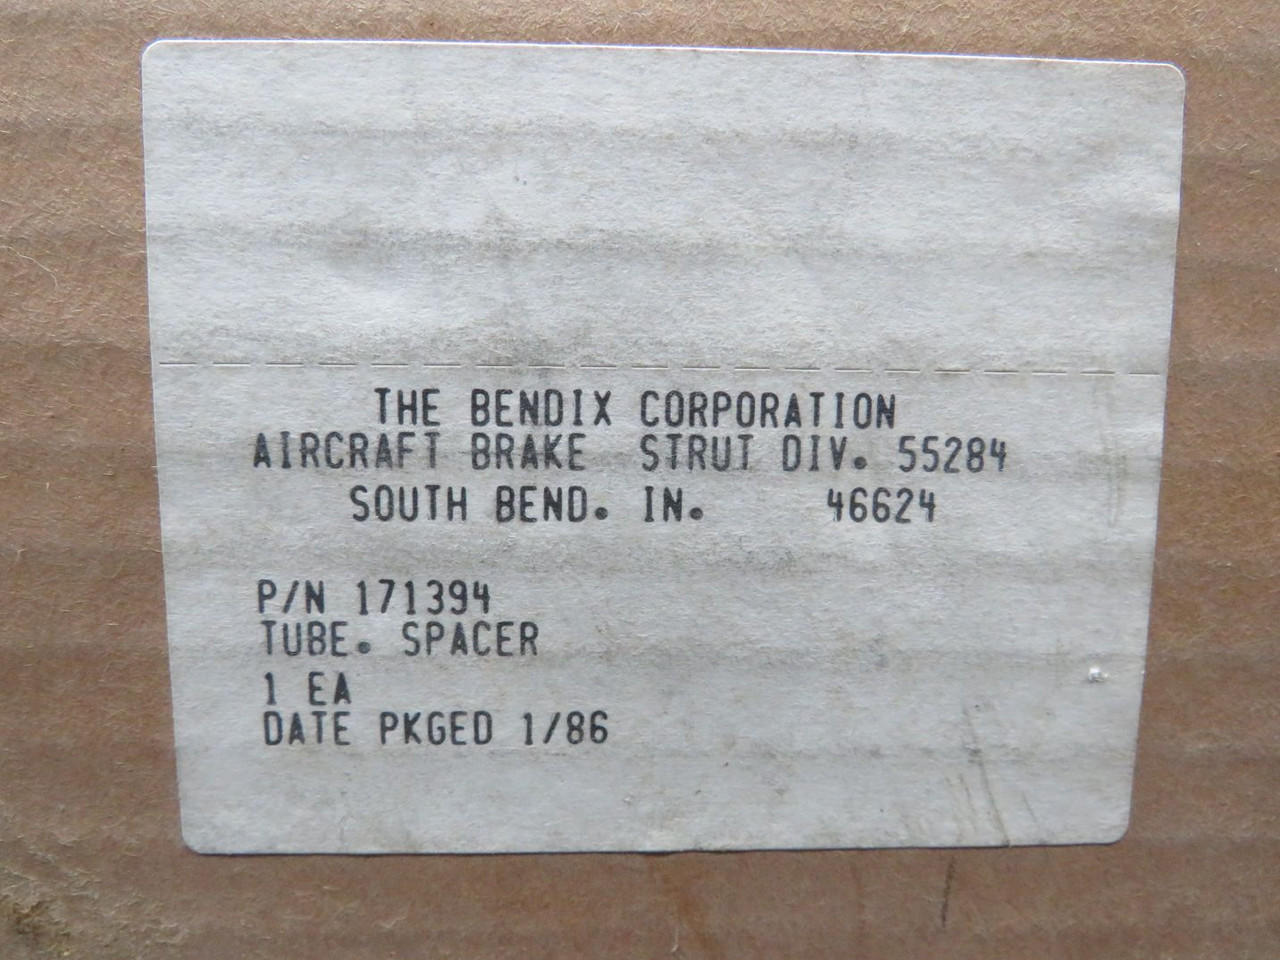 THE BENDIX CORPORATION
AIRCRAFT BRAKE STRUT DIV. 55284
SOUTH BEND. IN. 46624
P/N 171394
TUBE. SPACER
1 EA
DATE PKGED 1/86